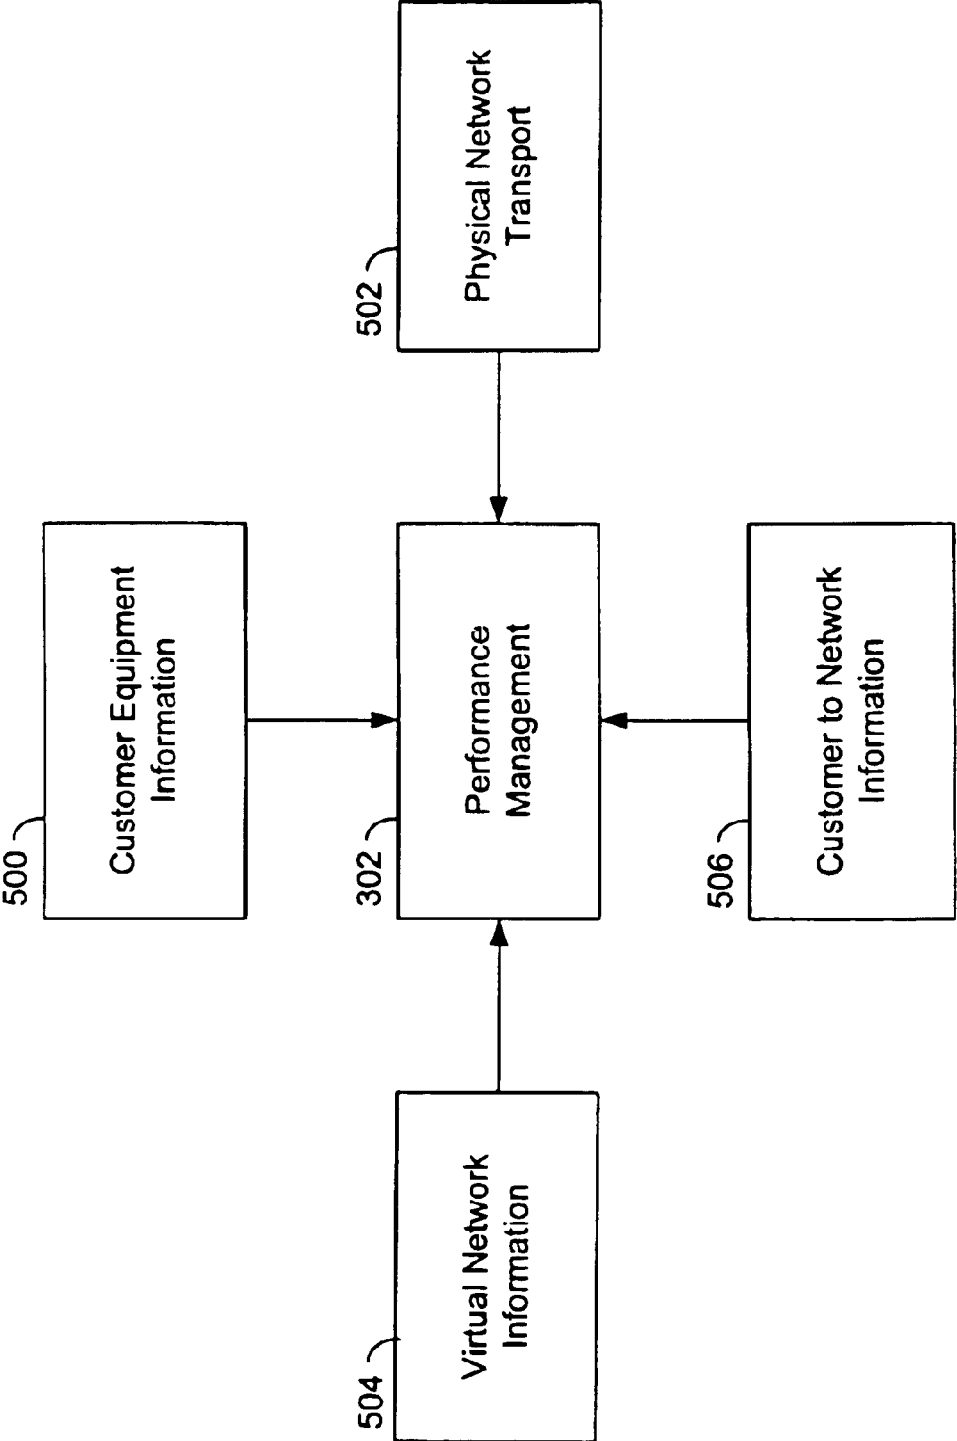 500
Customer Equipment
Information
504
Virtual Network
Information
302
Performance
Management
502
Physical Network
Transport
506
Customer to Network
Information